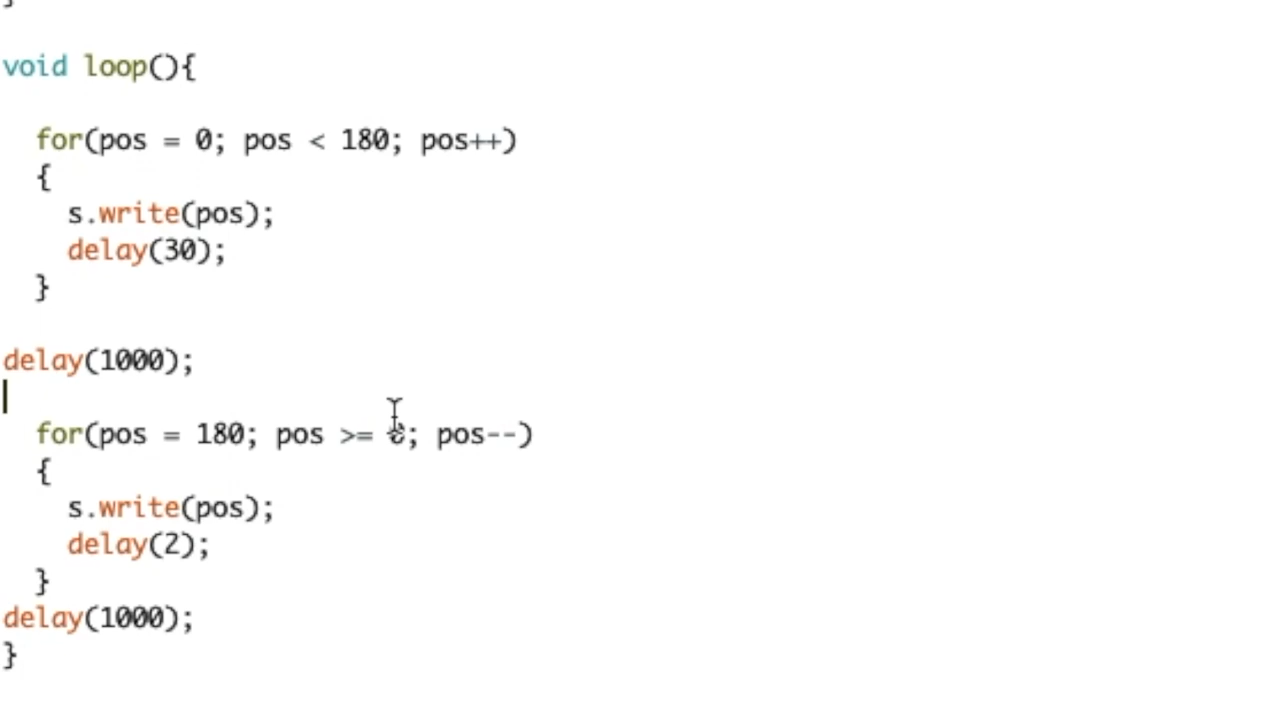 }
void loop(){
for(pos = 0; pos < 180; pos++)
{
s.write(pos);
delay(30);
}
delay(1000);
for(pos = 180; pos >= 0; pos--)
{
s.write(pos);
delay(2);
}
delay(1000);
}